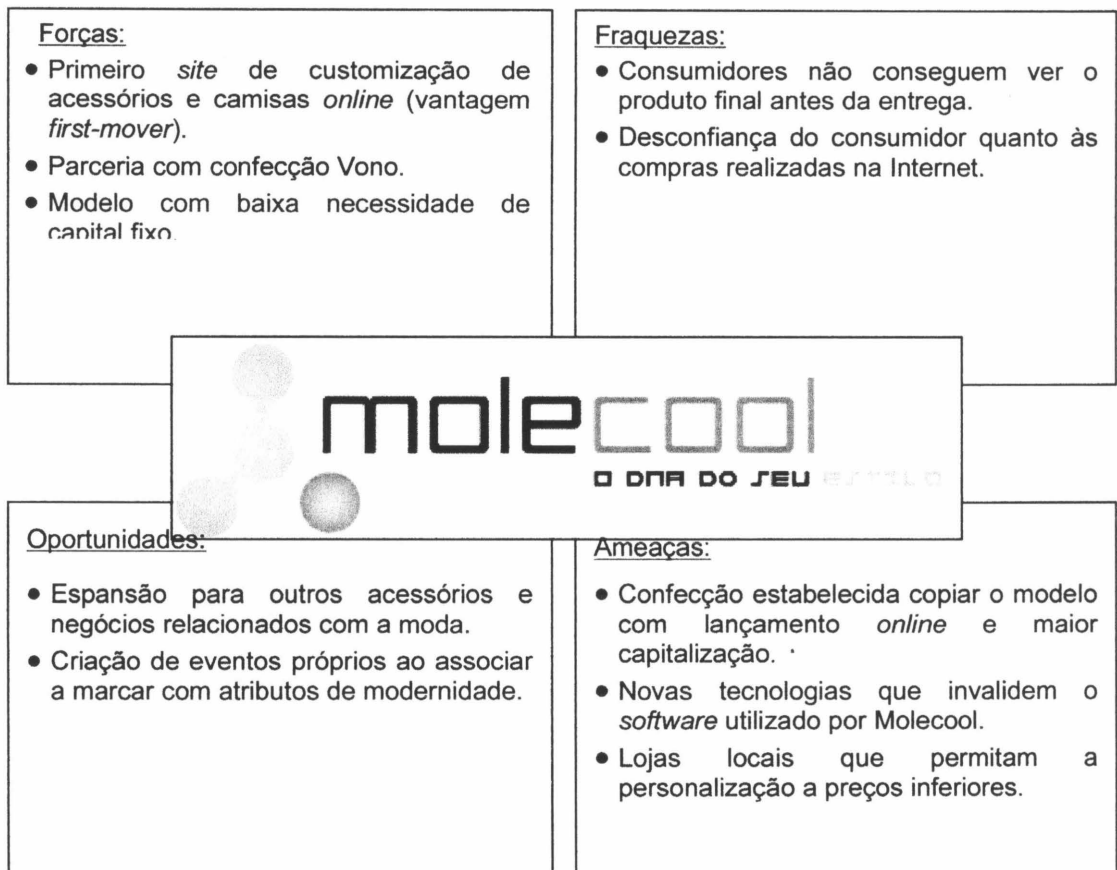 Forças:
• Primeiro site de customização de
acessórios e camisas online (vantagem
first-mover).
• Parceria com confecção Vono.
• Modelo com baixa necessidade de
capital fixo.
Fraquezas:
• Consumidores não conseguem ver o
produto final antes da entrega.
• Desconfiança do consumidor quanto às
compras realizadas na Internet.
molecool
O DNA DO SEU ESTILO
Oportunidades:
• Espansão para outros acessórios e
negócios relacionados com a moda.
• Criação de eventos próprios ao associar
a marcar com atributos de modernidade.
Ameaças:
• Confecção estabelecida copiar o modelo
com lançamento online e maior
capitalização.
• Novas tecnologias que invalidem o
software utilizado por Molecool.
• Lojas locais que permitam a
personalização a preços inferiores.